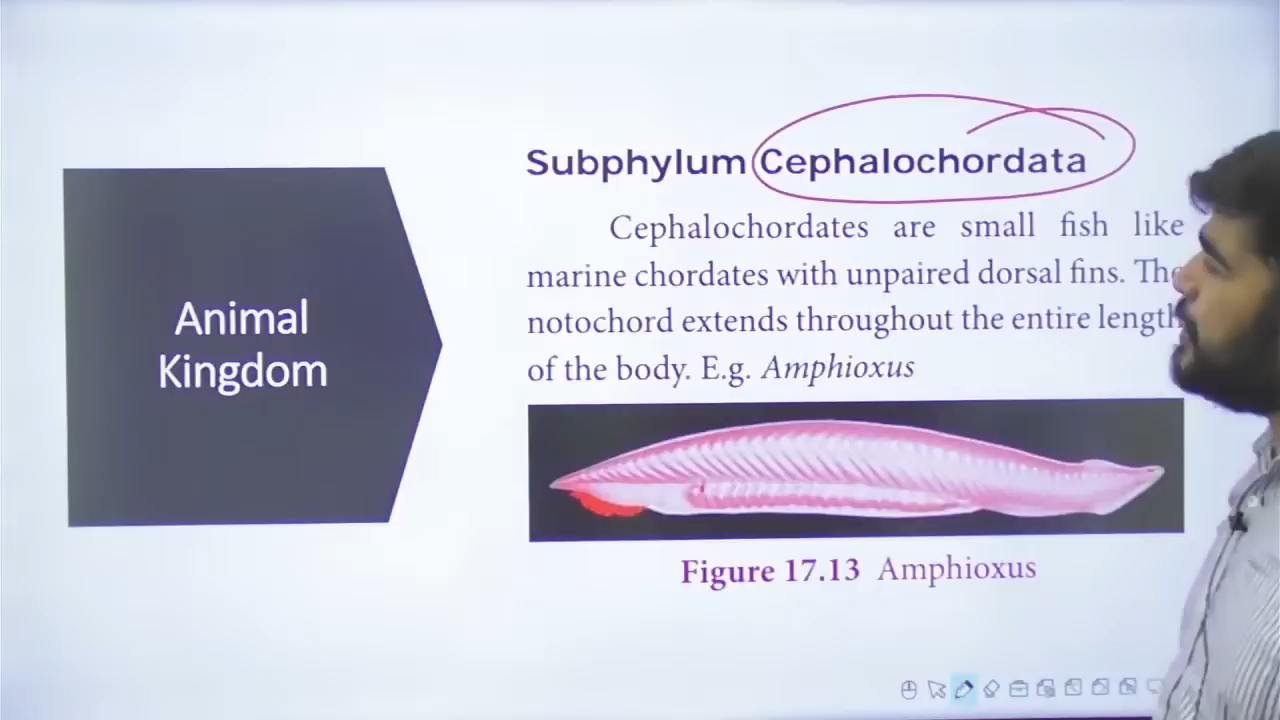 Animal
Kingdom
Subphylum Cephalochordata
Cephalochordates are small fish like
marine chordates with unpaired dorsal fins. The
notochord extends throughout the entire length
of the body. E.g. Amphioxus
Figure 17.13 Amphioxus